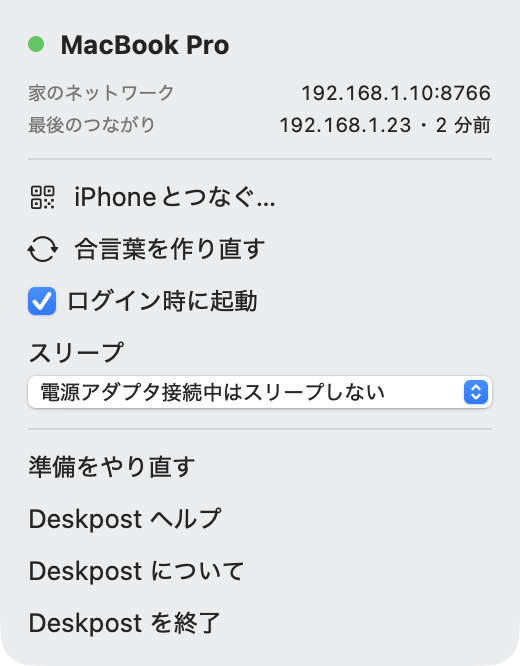 MacBook Pro
家のネットワーク 192.168.1.10:8766
最後のつながり 192.168.1.23・2 分前
iPhoneとつなぐ…
合言葉を作り直す
ログイン時に起動
スリープ
電源アダプタ接続中はスリープしない
準備をやり直す
Deskpost ヘルプ
Deskpost について
Deskpost を終了